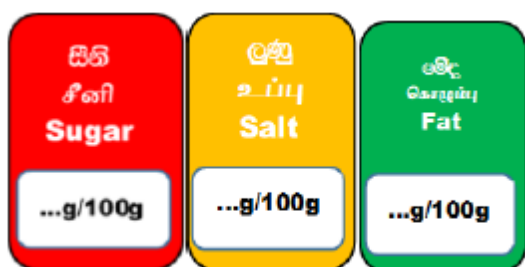 සීනි
சீனி
Sugar
...g/100g
ලුණු
உப்பு
Salt
...g/100g
මේද
கொழுப்பு
Fat
...g/100g